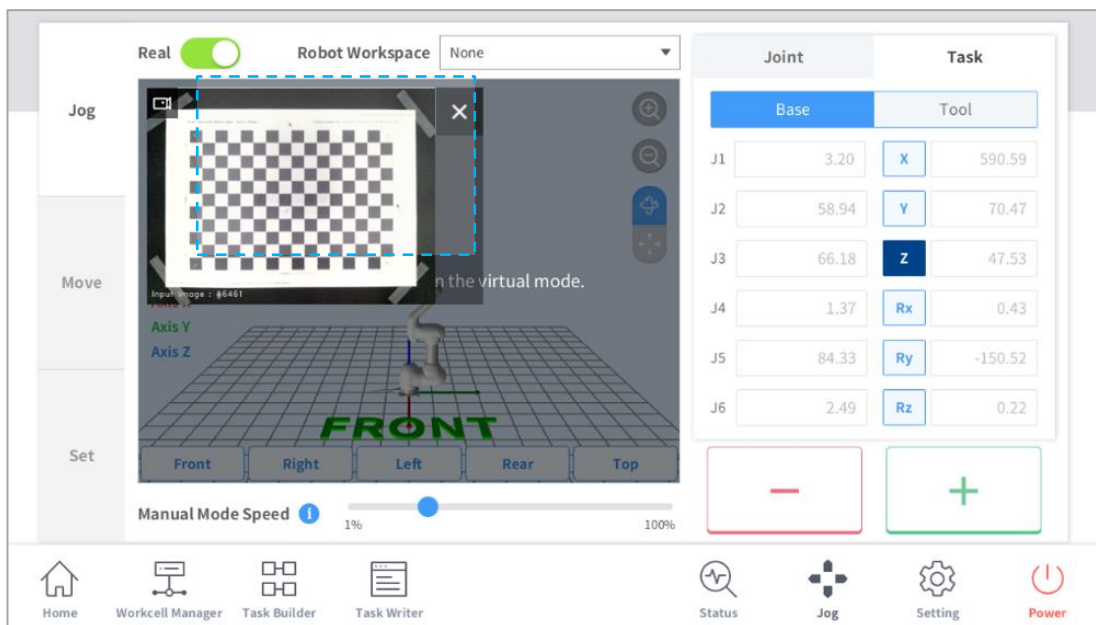 Real
Robot Workspace
None
Joint
Task
Jog
Move
Set
Base
Tool
J1 3.20 X 590.59
J2 58.94 Y 70.47
J3 66.18 Z 47.53
J4 1.37 Rx 0.43
J5 84.33 Ry -150.52
J6 2.49 Rz 0.22
n the virtual mode.
Input image : #6461
Axis Y
Axis Z
FRONT
Front
Right
Left
Rear
Top
Manual Mode Speed
1%
100%
Home
Workcell Manager
Task Builder
Task Writer
Status
Jog
Setting
Power